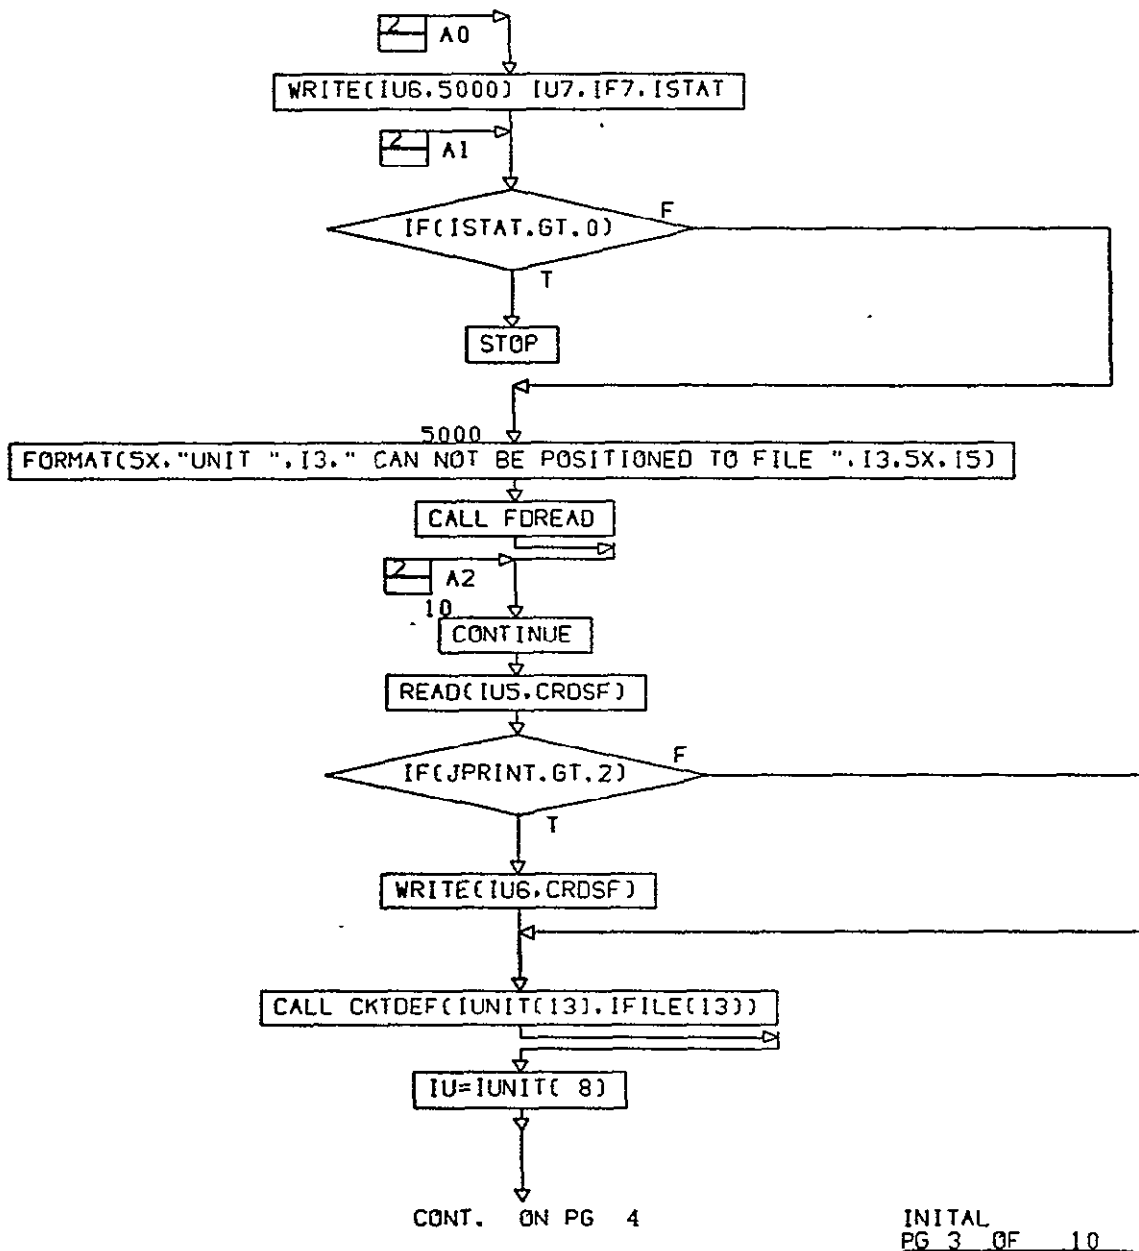 2 A0
WRITE(IU6,5000) IU7,IF7,ISTAT
2 A1
IF(ISTAT.GT.0)
F
T
STOP
5000
FORMAT(5X,"UNIT ",I3," CAN NOT BE POSITIONED TO FILE ",I3,5X,I5)
CALL FDREAD
2 A2
10
CONTINUE
READ(IU5,CRDSF)
IF(JPRINT.GT.2)
F
T
WRITE(IU6,CRDSF)
CALL CKTDEF(IUNIT(13),IFILE(13))
IU=IUNIT( 8)
CONT. ON PG 4
INITAL
PG 3 OF 10